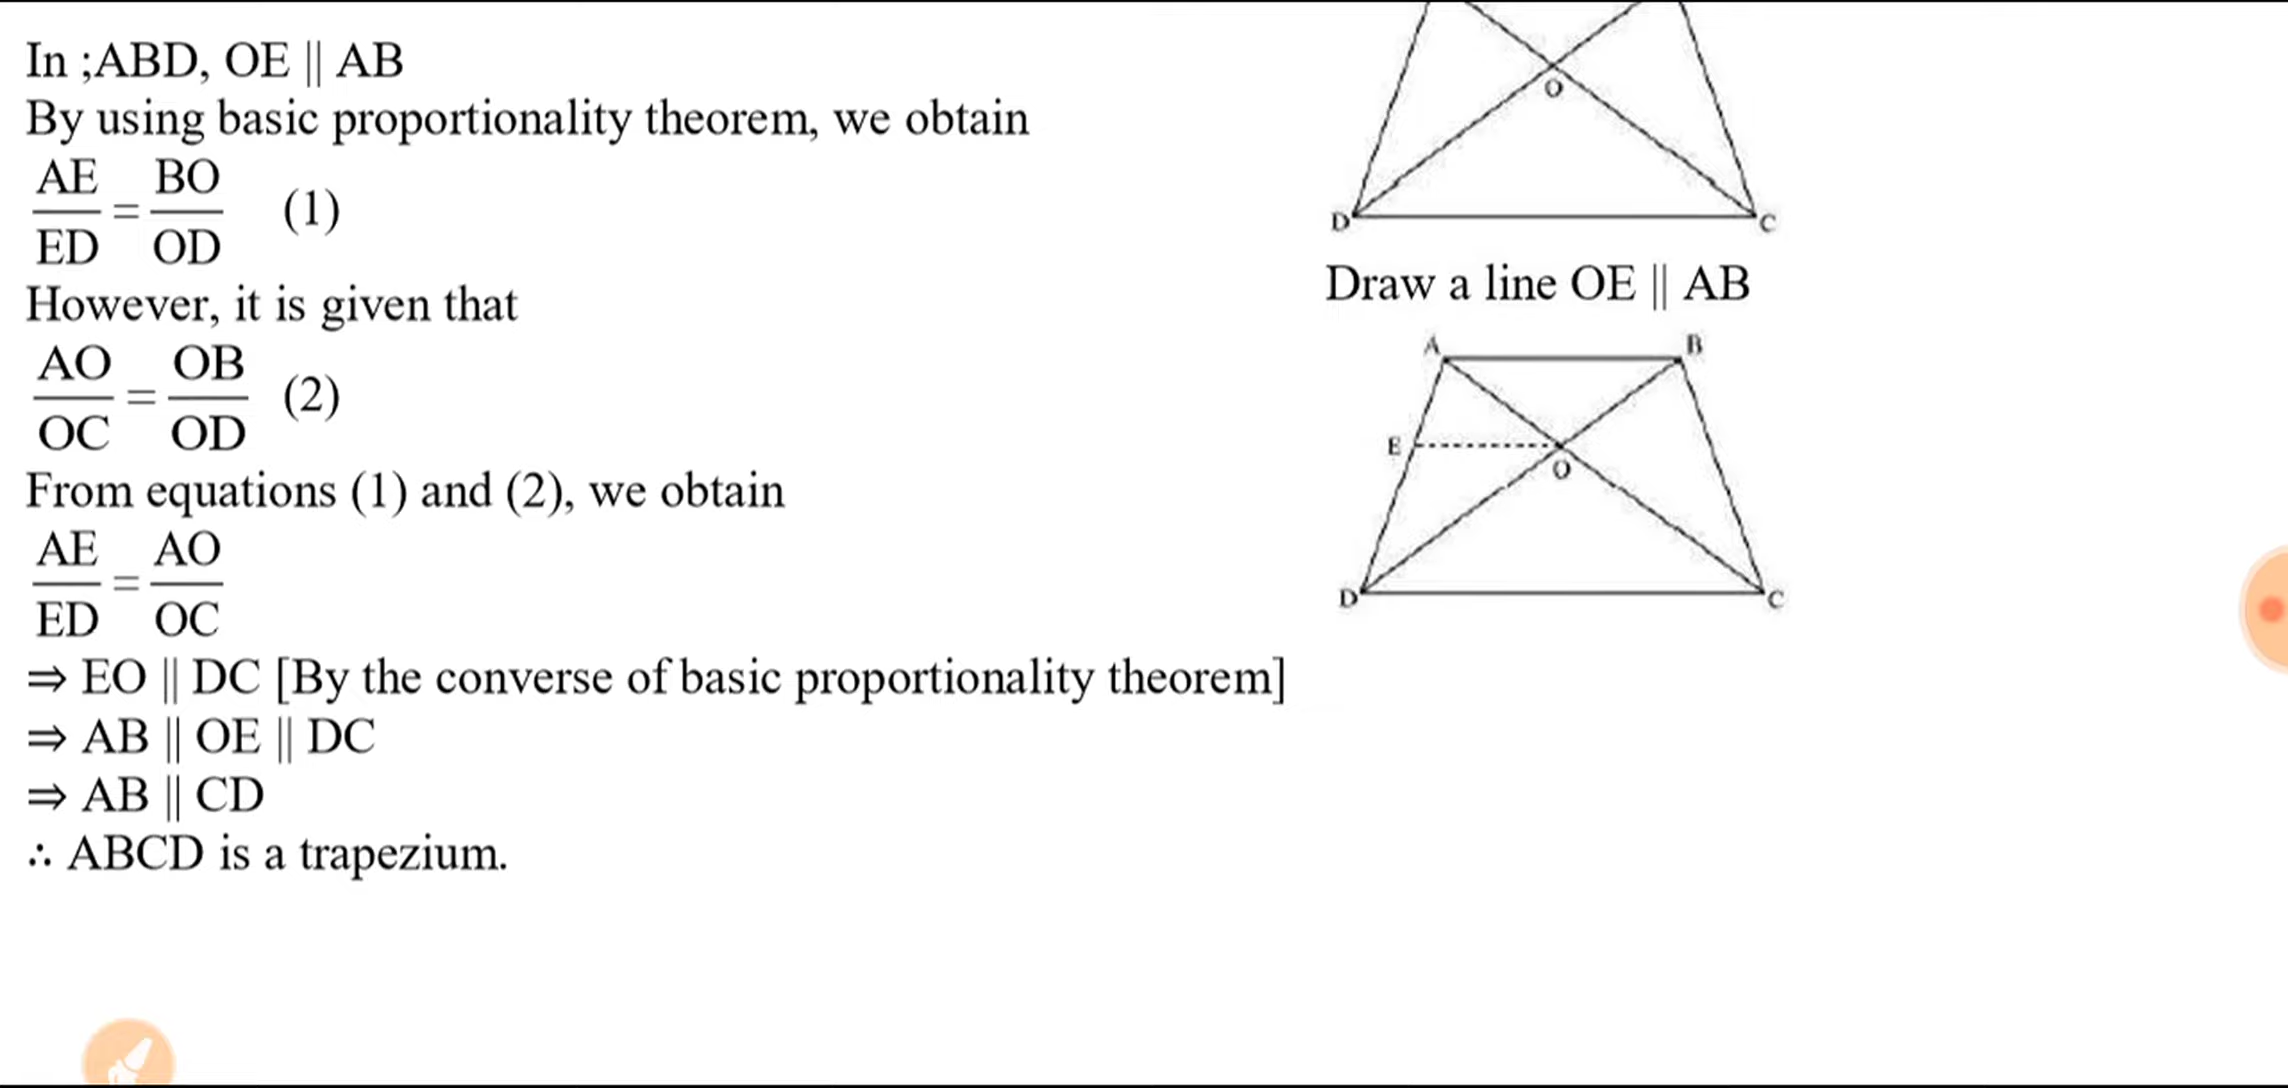 In ;ABD, OE || AB
By using basic proportionality theorem, we obtain
AE/ED = BO/OD (1)
However, it is given that
AO/OC = OB/OD (2)
From equations (1) and (2), we obtain
AE/ED = AO/OC
⇒ EO || DC [By the converse of basic proportionality theorem]
⇒ AB || OE || DC
⇒ AB || CD
∴ ABCD is a trapezium.
O
D C
Draw a line OE || AB
A B
E
O
D C